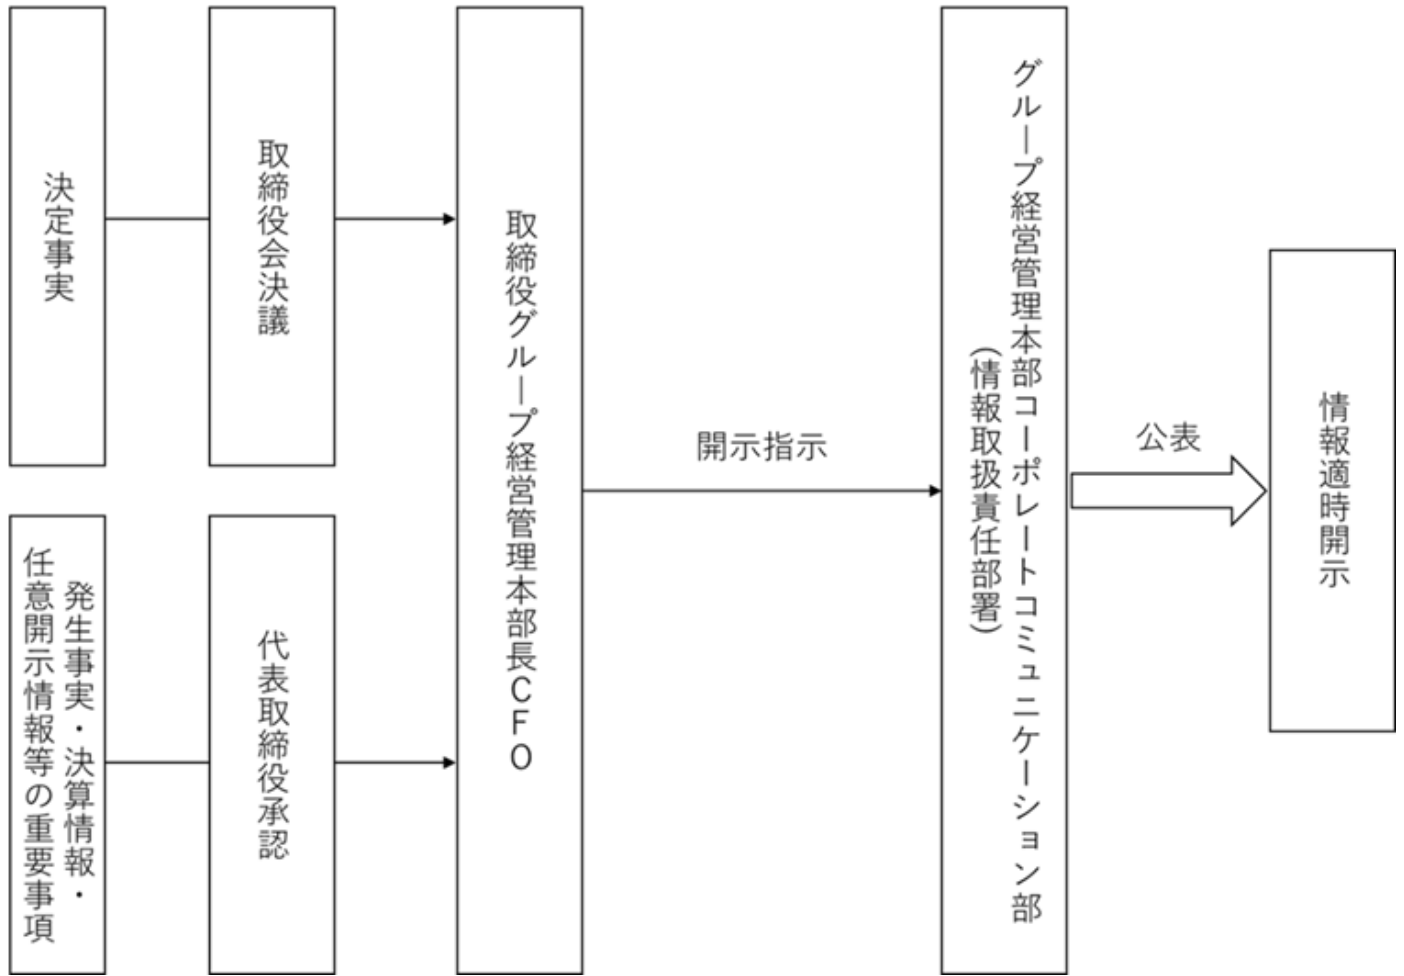 決定事実
取締役会決議
発生事実・決算情報・
任意開示情報等の重要事項
代表取締役承認
取締役グループ経営管理本部長CFO
開示指示
グループ経営管理本部コーポレートコミュニケーション部
(情報取扱責任部署)
公表
情報適時開示